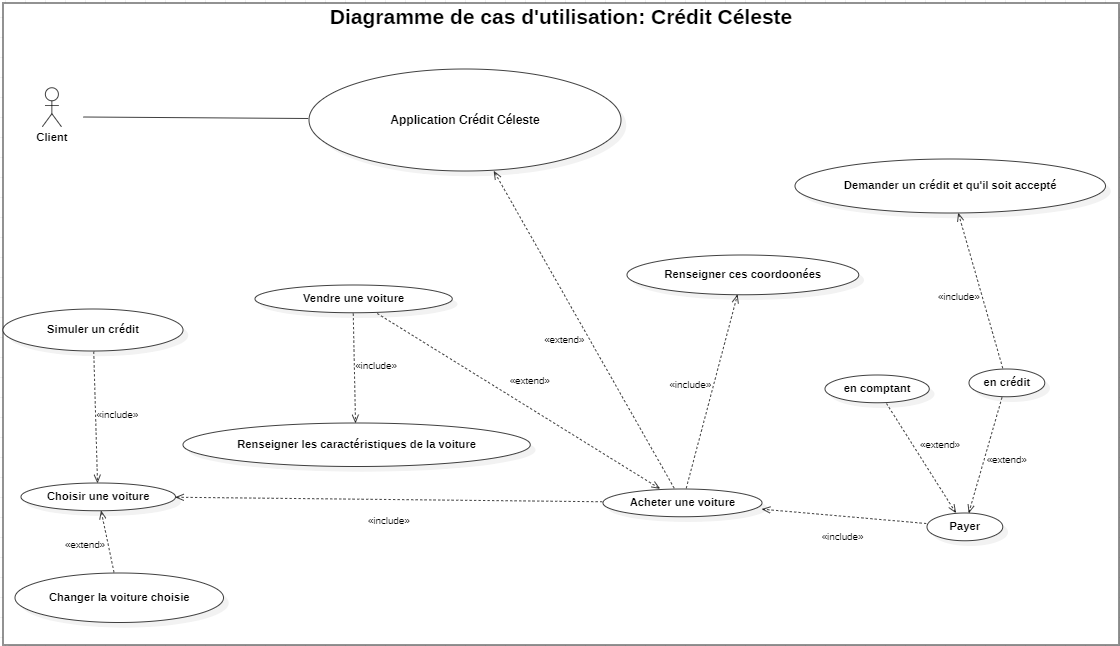 Diagramme de cas d'utilisation: Crédit Céleste
Client
Application Crédit Céleste
Demander un crédit et qu'il soit accepté
Renseigner ces coordoonées
«include»
Vendre une voiture
Simuler un crédit
«extend»
«include»
«extend»
«include»
en comptant
en crédit
«include»
Renseigner les caractéristiques de la voiture
«extend»
«extend»
Choisir une voiture
Acheter une voiture
«include»
Payer
«include»
«extend»
Changer la voiture choisie